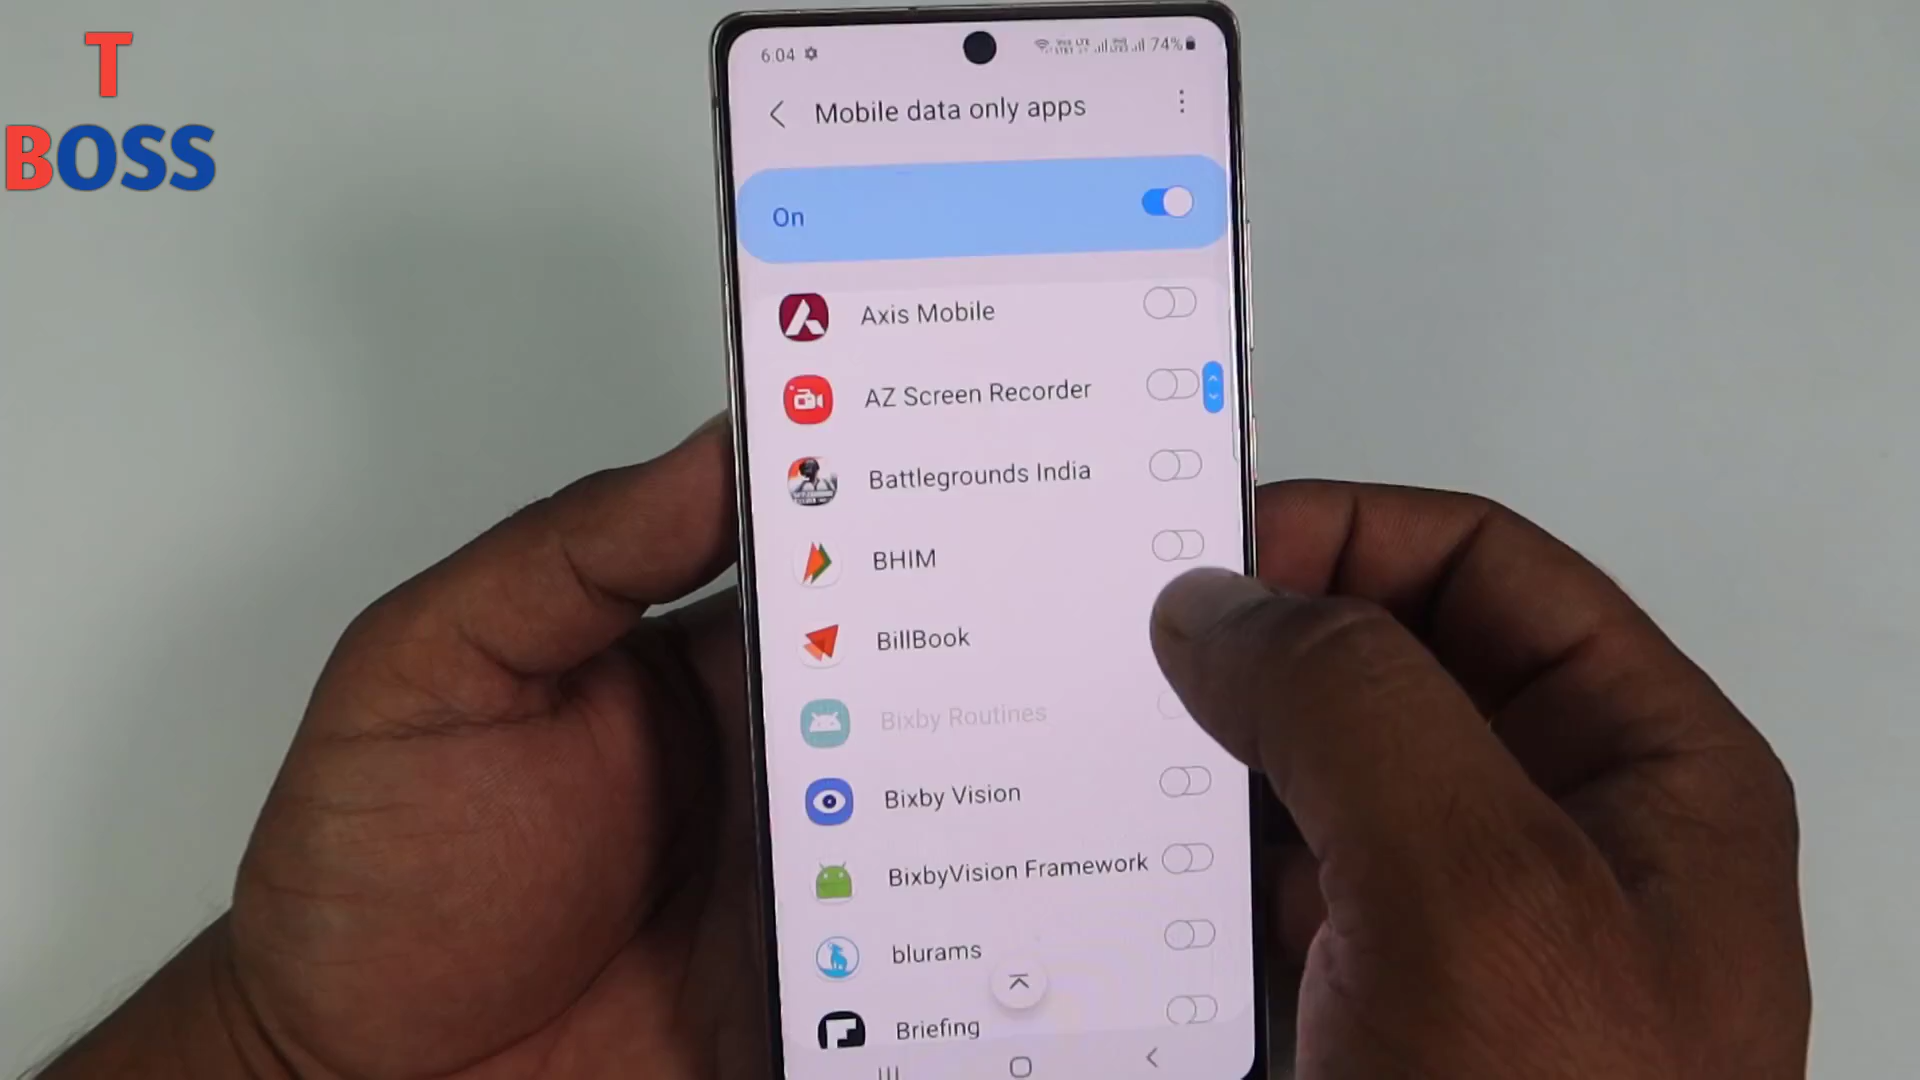 T
BOSS
6.04 74%
Mobile data only apps
On
Axis Mobile
AZ Screen Recorder
Battlegrounds India
BHIM
BillBook
Bixby Routines
Bixby Vision
BixbyVision Framework
blurams
Briefing